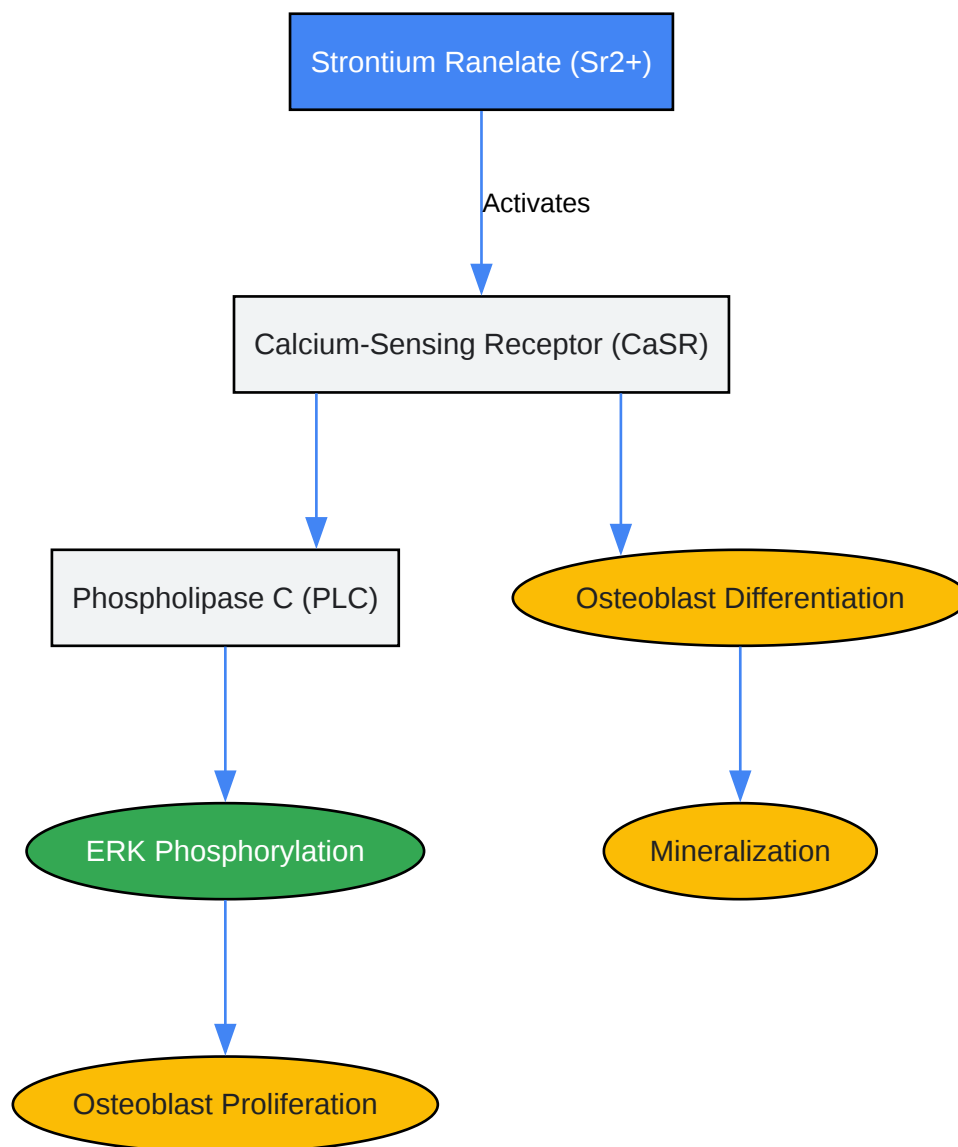 Strontium Ranelate (Sr2+)
Activates
Calcium-Sensing Receptor (CaSR)
Phospholipase C (PLC)
Osteoblast Differentiation
ERK Phosphorylation
Mineralization
Osteoblast Proliferation